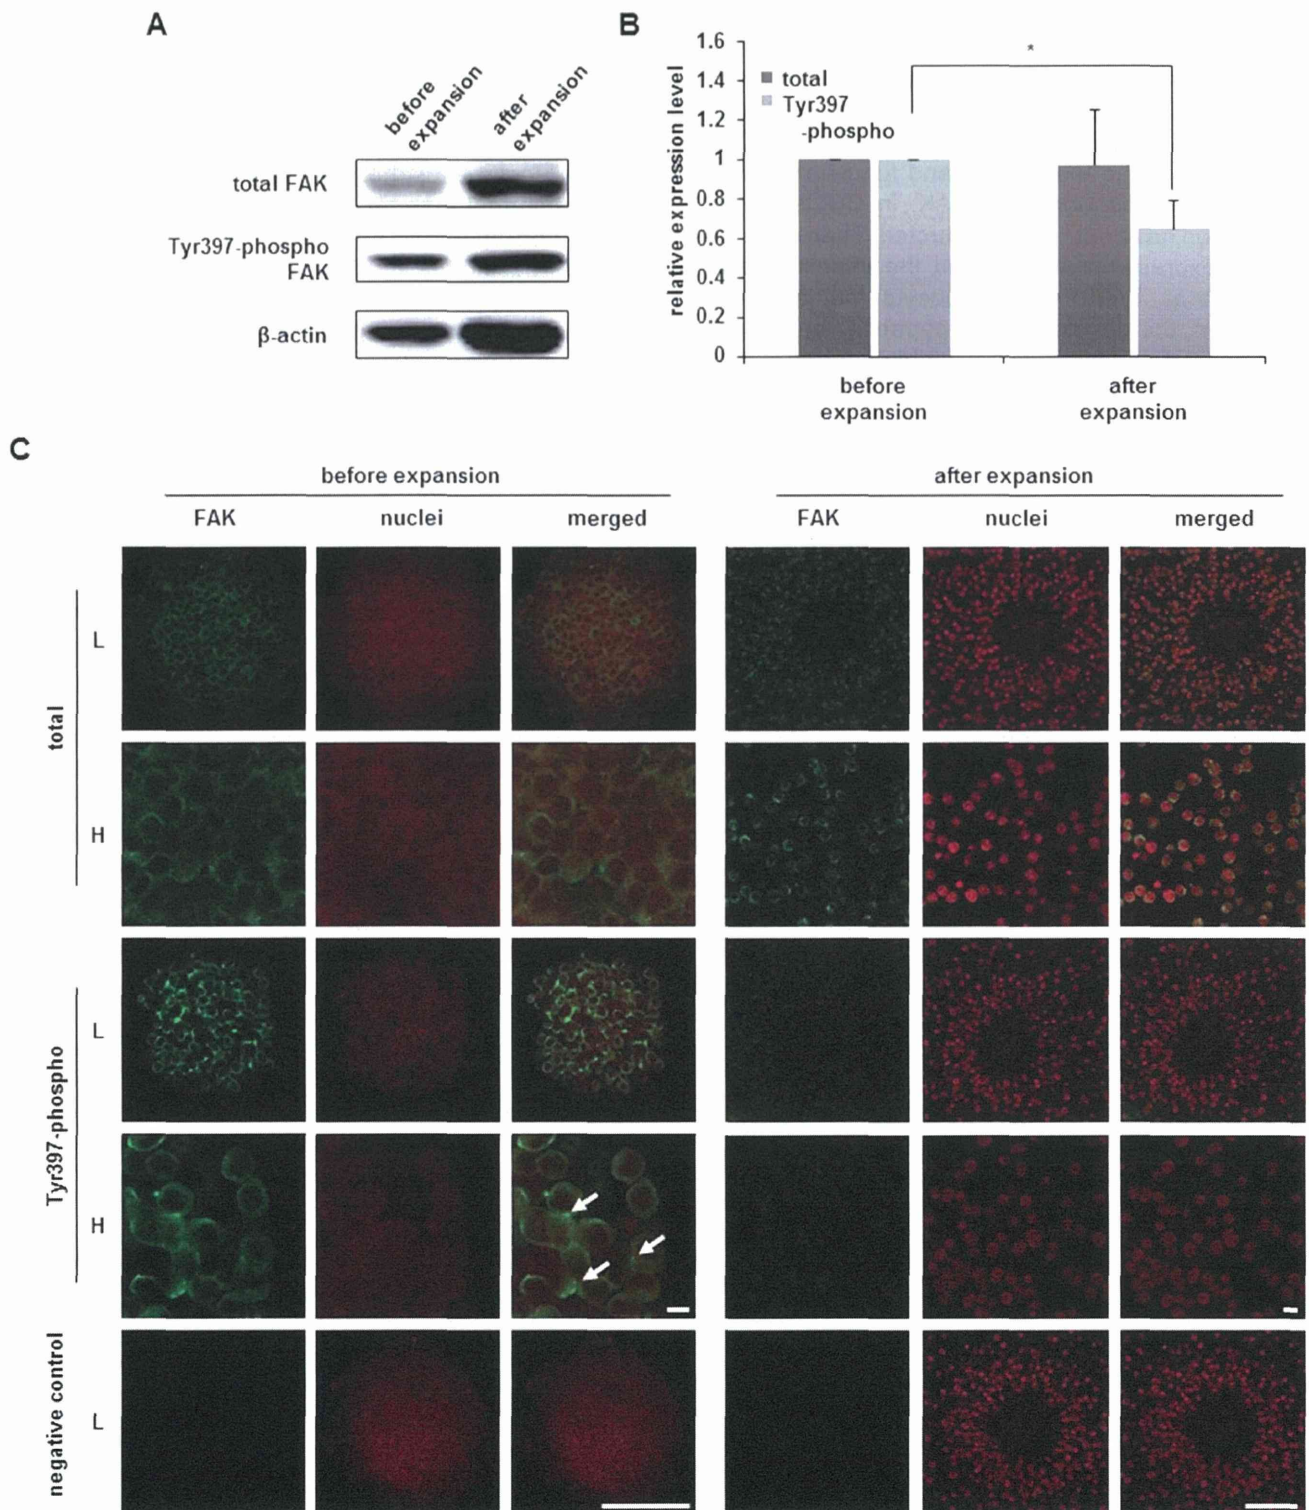 A
before
expansion
after
expansion
total FAK
Tyr397-phospho
FAK
β-actin
B
relative expression level
1.6
1.4
1.2
1
0.8
0.6
0.4
0.2
0
total
Tyr397
-phospho
*
before
expansion
after
expansion
C
before expansion
after expansion
FAK
nuclei
merged
FAK
nuclei
merged
total
L
H
Tyr397-phospho
L
H
negative control
L